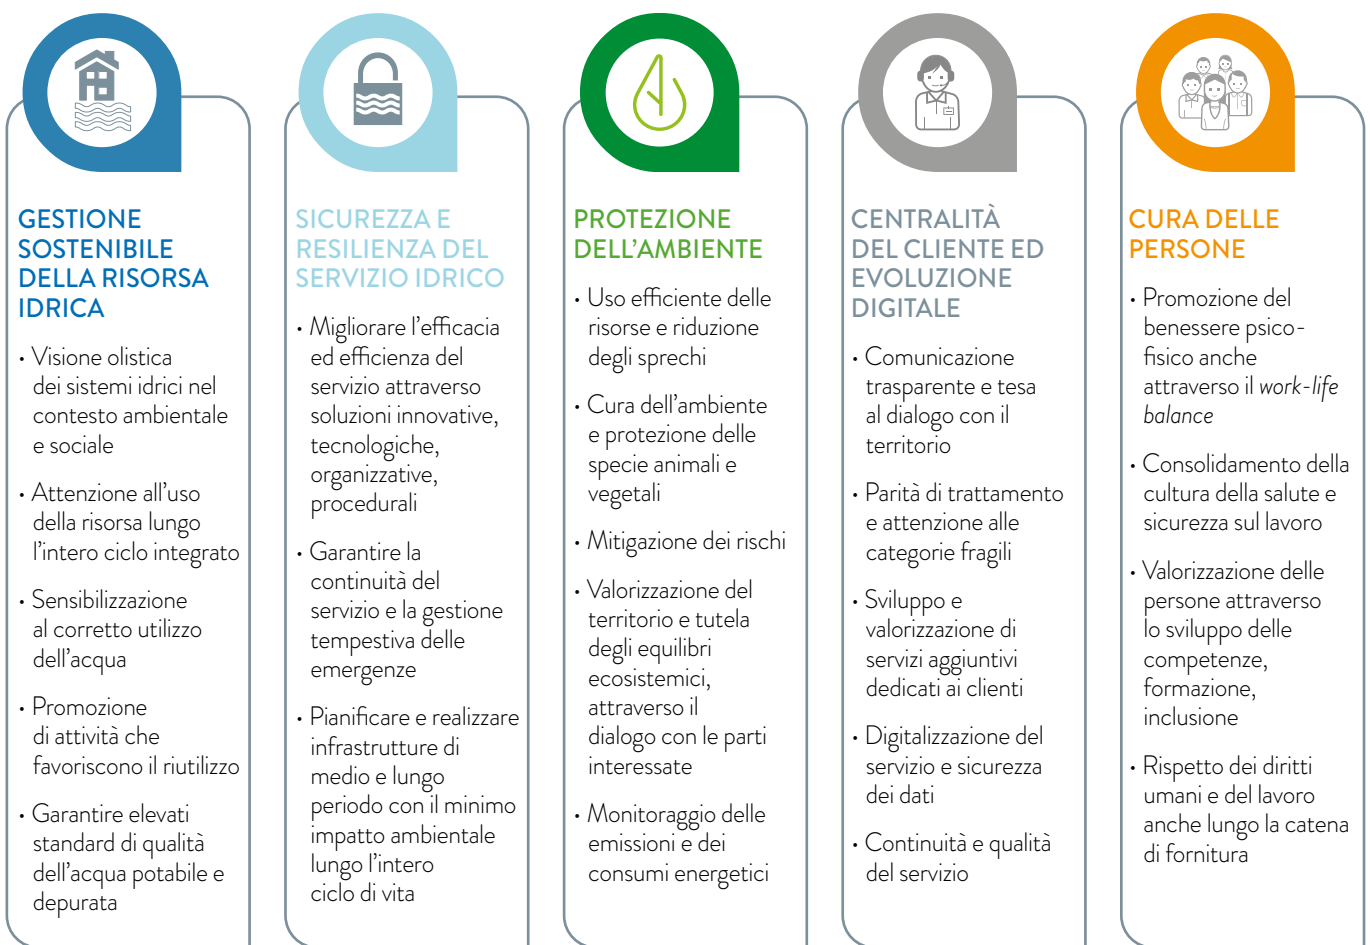 GESTIONE
SOSTENIBILE
DELLA RISORSA
IDRICA
• Visione olistica
dei sistemi idrici nel
contesto ambientale
e sociale
• Attenzione all'uso
della risorsa lungo
l'intero ciclo integrato
• Sensibilizzazione
al corretto utilizzo
dell'acqua
• Promozione
di attività che
favoriscono il riutilizzo
• Garantire elevati
standard di qualità
dell'acqua potabile e
depurata
SICUREZZA E
RESILIENZA DEL
SERVIZIO IDRICO
• Migliorare l'efficacia
ed efficienza del
servizio attraverso
soluzioni innovative,
tecnologiche,
organizzative,
procedurali
• Garantire la
continuità del
servizio e la gestione
tempestiva delle
emergenze
• Pianificare e realizzare
infrastrutture di
medio e lungo
periodo con il minimo
impatto ambientale
lungo l'intero
ciclo di vita
PROTEZIONE
DELL'AMBIENTE
• Uso efficiente delle
risorse e riduzione
degli sprechi
• Cura dell'ambiente
e protezione delle
specie animali e
vegetali
• Mitigazione dei rischi
• Valorizzazione del
territorio e tutela
degli equilibri
ecosistemici,
attraverso il
dialogo con le parti
interessate
• Monitoraggio delle
emissioni e dei
consumi energetici
CENTRALITÀ
DEL CLIENTE ED
EVOLUZIONE
DIGITALE
• Comunicazione
trasparente e tesa
al dialogo con il
territorio
• Parità di trattamento
e attenzione alle
categorie fragili
• Sviluppo e
valorizzazione di
servizi aggiuntivi
dedicati ai clienti
• Digitalizzazione del
servizio e sicurezza
dei dati
• Continuità e qualità
del servizio
CURA DELLE
PERSONE
• Promozione del
benessere psico-
fisico anche
attraverso il work-life
balance
• Consolidamento della
cultura della salute e
sicurezza sul lavoro
• Valorizzazione delle
persone attraverso
lo sviluppo delle
competenze,
formazione,
inclusione
• Rispetto dei diritti
umani e del lavoro
anche lungo la catena
di fornitura